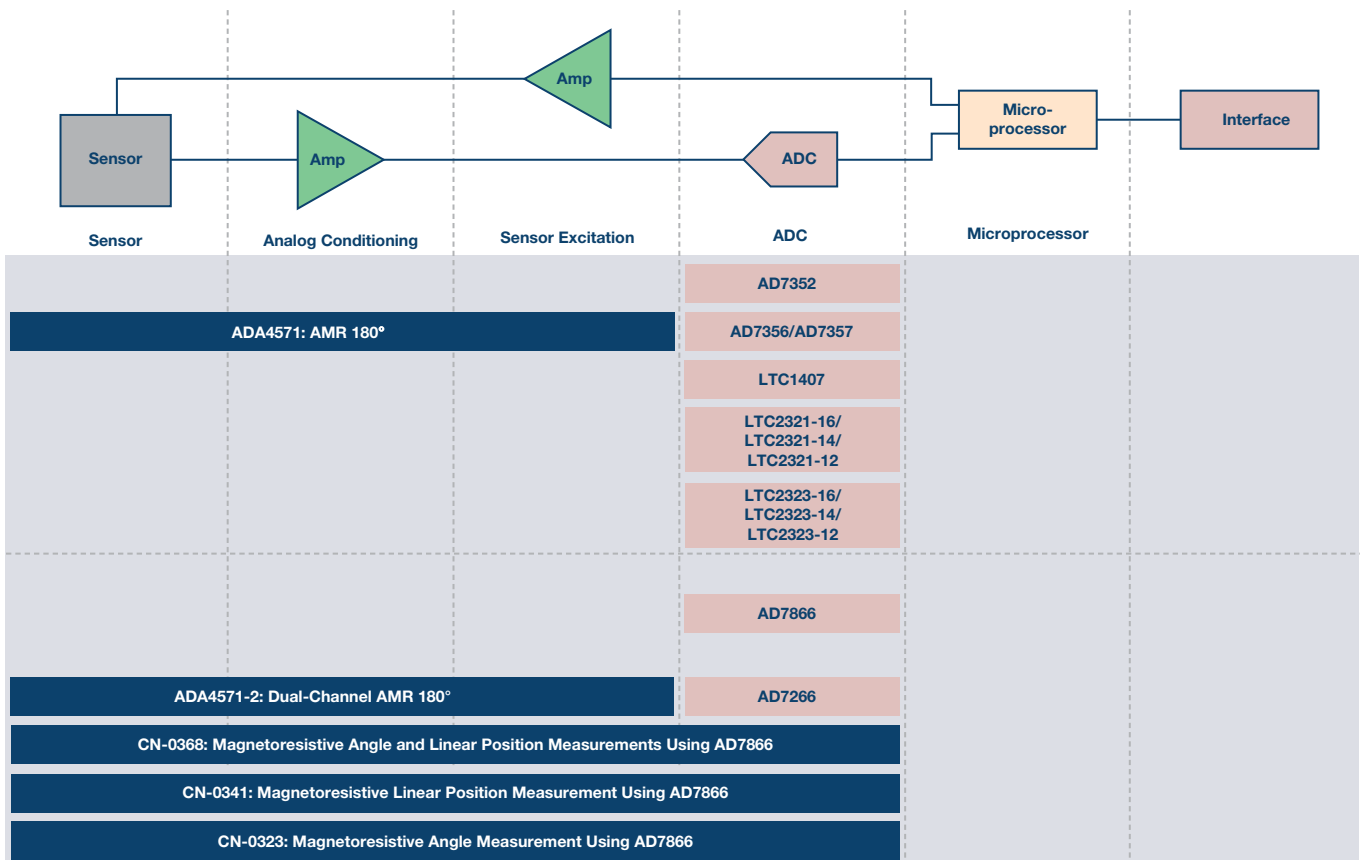 Amp
Micro-
processor
Interface
Sensor
Amp
ADC
Sensor
Analog Conditioning
Sensor Excitation
ADC
Microprocessor
AD7352
ADA4571: AMR 180°
AD7356/AD7357
LTC1407
LTC2321-16/
LTC2321-14/
LTC2321-12
LTC2323-16/
LTC2323-14/
LTC2323-12
AD7866
ADA4571-2: Dual-Channel AMR 180°
AD7266
CN-0368: Magnetoresistive Angle and Linear Position Measurements Using AD7866
CN-0341: Magnetoresistive Linear Position Measurement Using AD7866
CN-0323: Magnetoresistive Angle Measurement Using AD7866